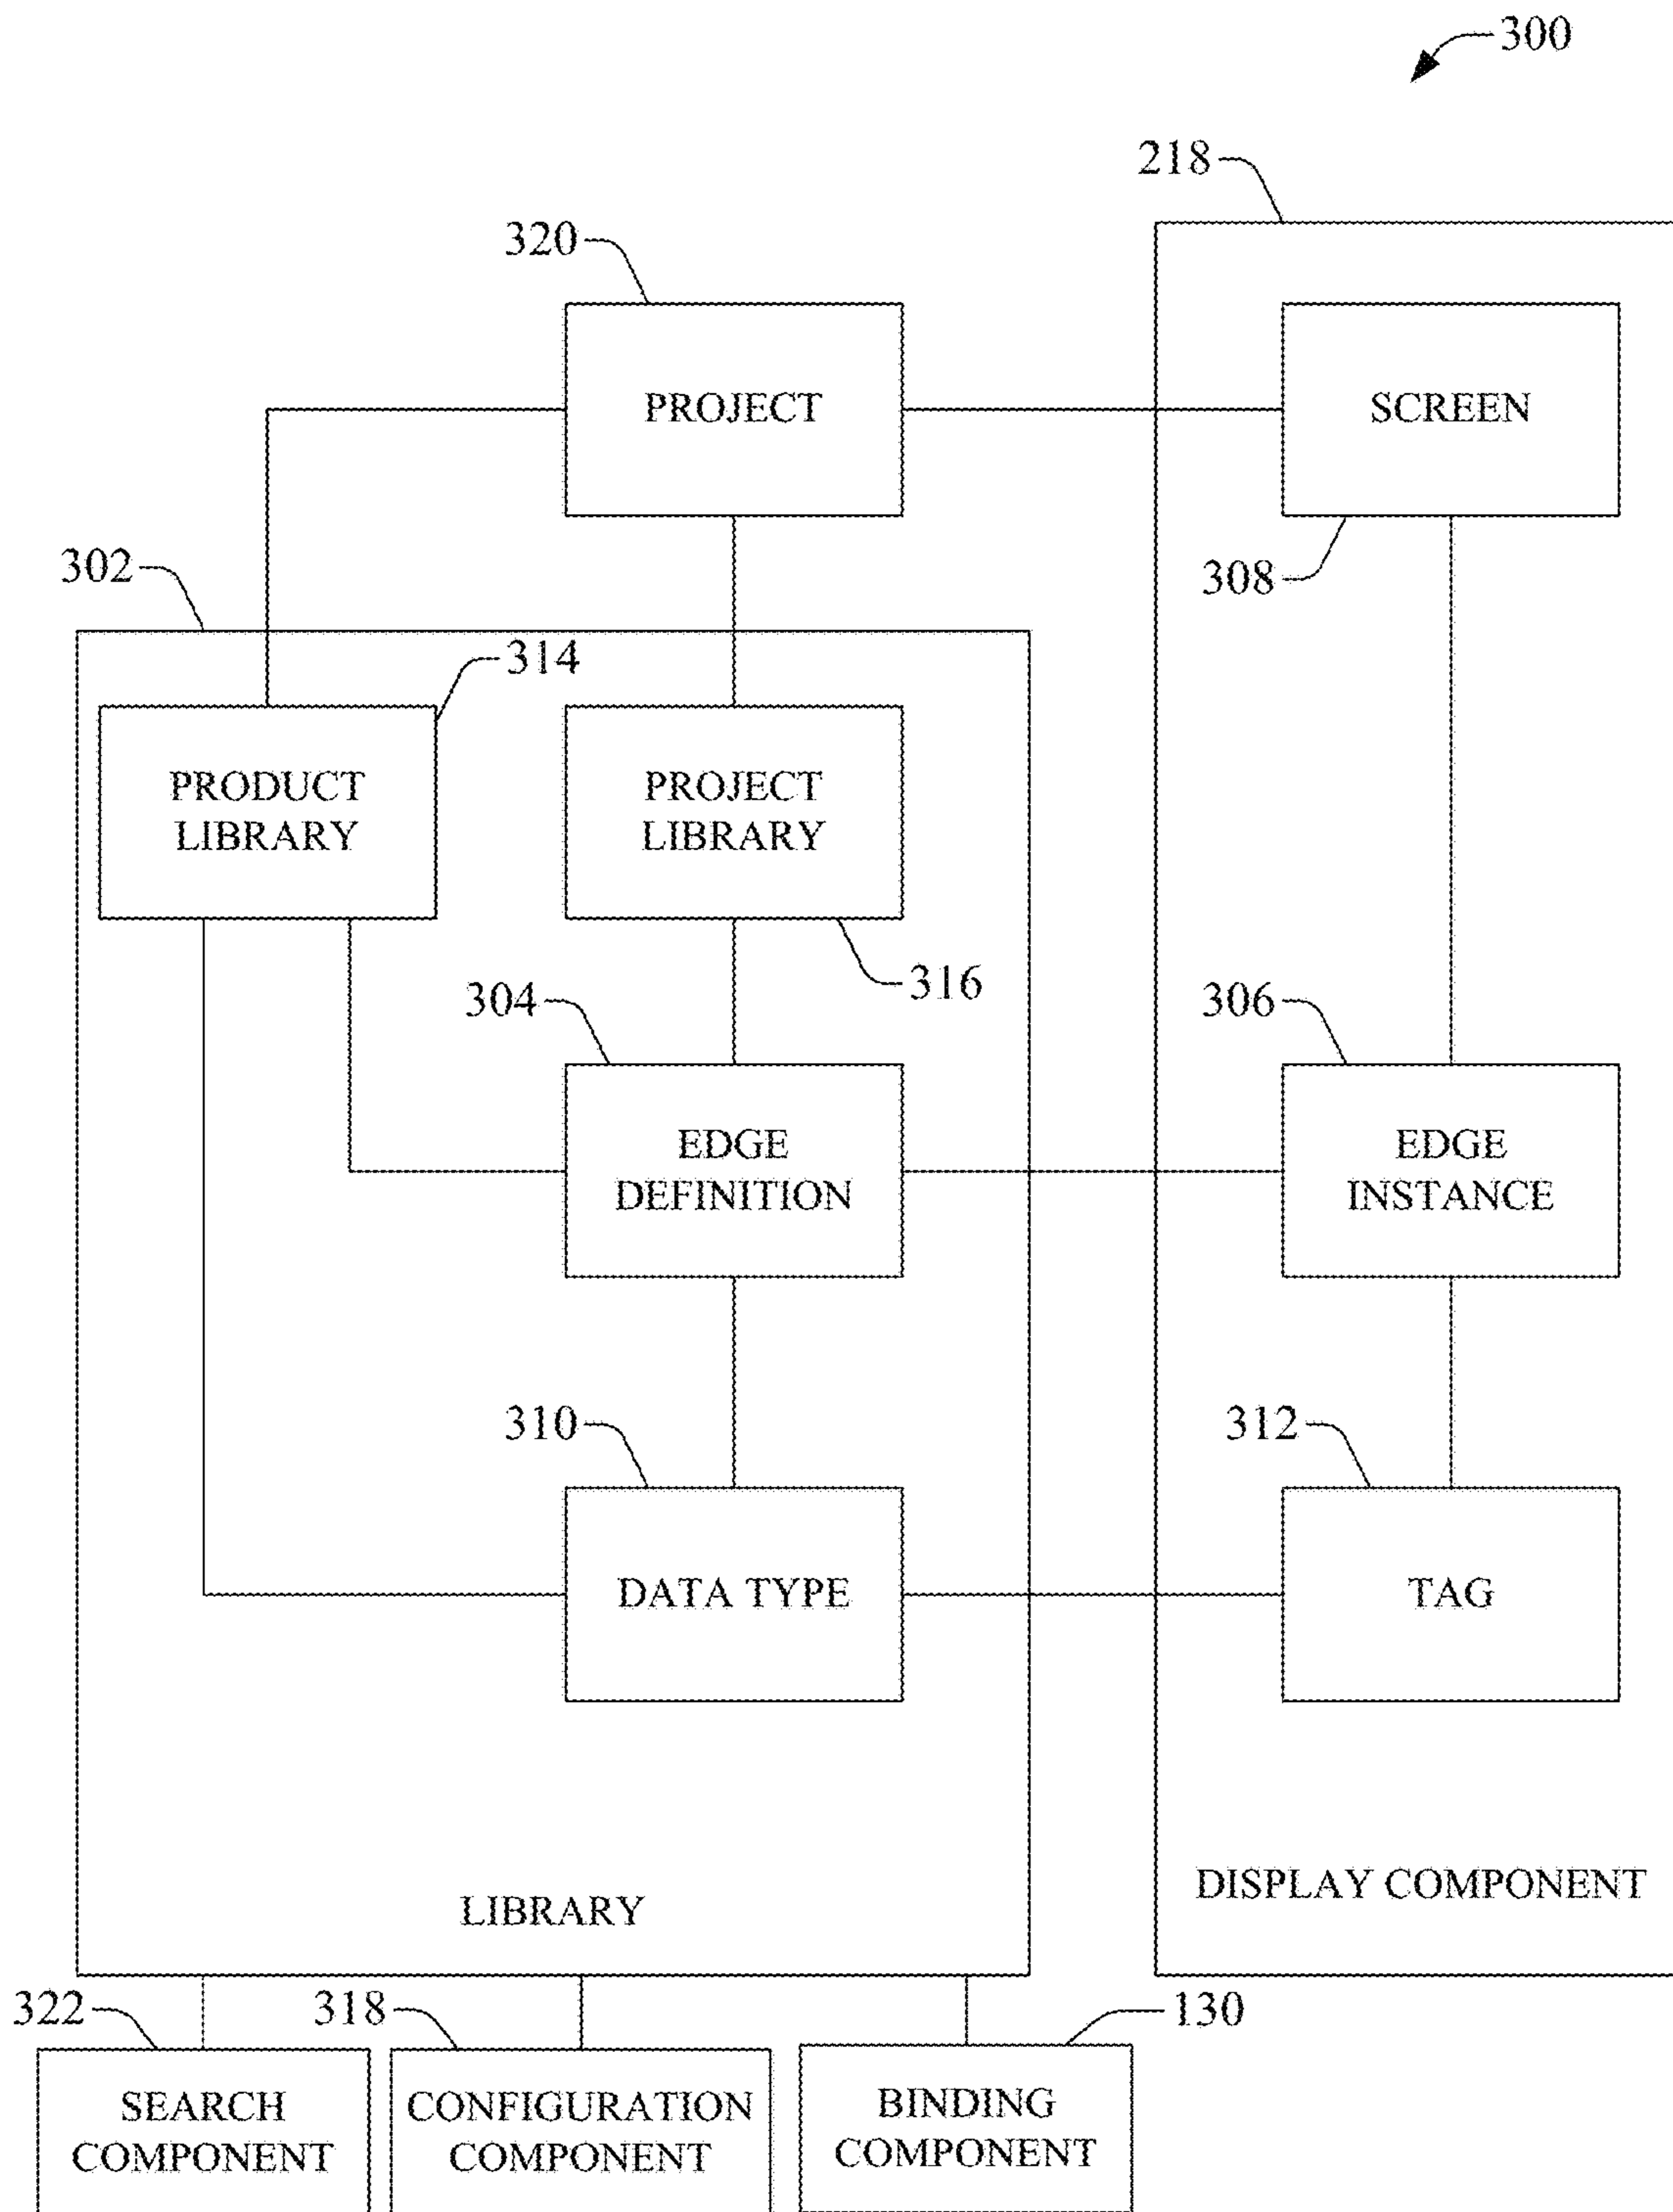 300
218
320
PROJECT
SCREEN
302
308
314
PRODUCT
LIBRARY
PROJECT
LIBRARY
316
304
306
EDGE
DEFINITION
EDGE
INSTANCE
310
312
DATA TYPE
TAG
DISPLAY COMPONENT
LIBRARY
322
318
130
SEARCH
COMPONENT
CONFIGURATION
COMPONENT
BINDING
COMPONENT